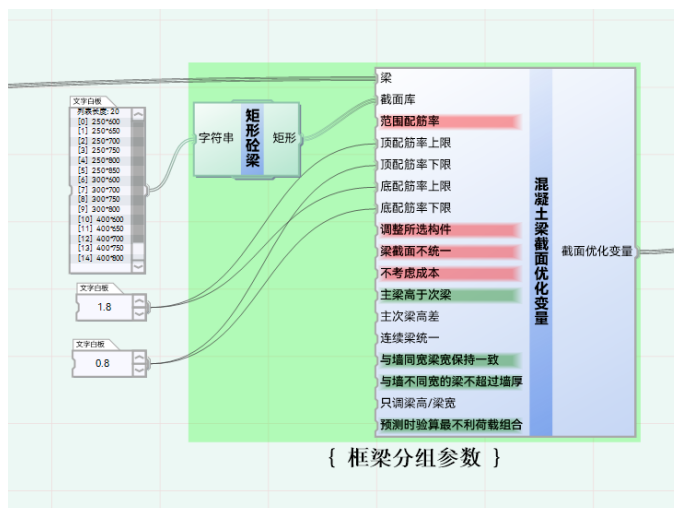 文字白板
列表长度: 20
[0] 250*600
[1] 250*650
[2] 250*700
[3] 250*750
[4] 250*800
[5] 250*850
[6] 300*600
[7] 300*700
[8] 300*750
[9] 300*800
[10] 400*600
[11] 400*650
[12] 400*700
[13] 400*750
[14] 400*800
文字白板
1.8
文字白板
0.8
字符串
矩形砼梁
矩形
梁
截面库
范围配筋率
顶配筋率上限
顶配筋率下限
底配筋率上限
底配筋率下限
调整所选构件
梁截面不统一
不考虑成本
主梁高于次梁
主次梁高差
连续梁统一
与墙同宽梁宽保持一致
与墙不同宽的梁不超过墙厚
只调梁高/梁宽
预测时验算最不利荷载组合
混凝土梁截面优化变量
截面优化变量
{ 框梁分组参数 }